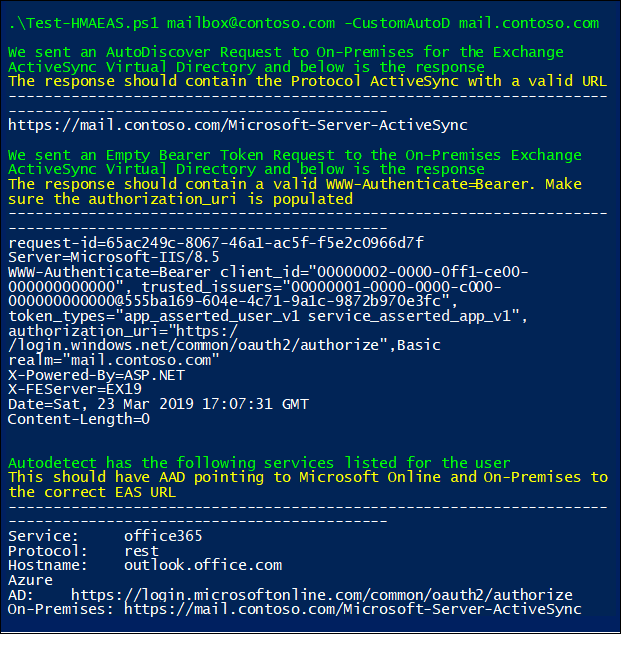 .\Test-HMAEAS.ps1 mailbox@contoso.com -CustomAutoD mail.contoso.com
We sent an AutoDiscover Request to On-Premises for the Exchange
ActiveSync Virtual Directory and below is the response
The response should contain the Protocol ActiveSync with a valid URL
--------------------------------------------------------------------
-------------------------------------------
https://mail.contoso.com/Microsoft-Server-ActiveSync
We sent an Empty Bearer Token Request to the On-Premises Exchange
ActiveSync Virtual Directory and below is the response
The response should contain a valid WWW-Authenticate=Bearer. Make
sure the authorization_uri is populated
--------------------------------------------------------------------
-------------------------------------------
request-id=65ac249c-8067-46a1-ac5f-f5e2c0966d7f
Server=Microsoft-IIS/8.5
WWW-Authenticate=Bearer client_id="00000002-0000-0ff1-ce00-
000000000000", trusted_issuers="00000001-0000-0000-c000-
000000000000@555ba169-604e-4c71-9a1c-9872b970e3fc",
token_types="app_asserted_user_v1 service_asserted_app_v1",
authorization_uri="https:/
/login.windows.net/common/oauth2/authorize",Basic
realm="mail.contoso.com"
X-Powered-By=ASP.NET
X-FEServer=EX19
Date=Sat, 23 Mar 2019 17:07:31 GMT
Content-Length=0
Autodetect has the following services listed for the user
This should have AAD pointing to Microsoft Online and On-Premises to
the correct EAS URL
--------------------------------------------------------------------
-------------------------------------------
Service:     office365
Protocol:    rest
Hostname:    outlook.office.com
Azure
AD:    https://login.microsoftonline.com/common/oauth2/authorize
On-Premises: https://mail.contoso.com/Microsoft-Server-ActiveSync